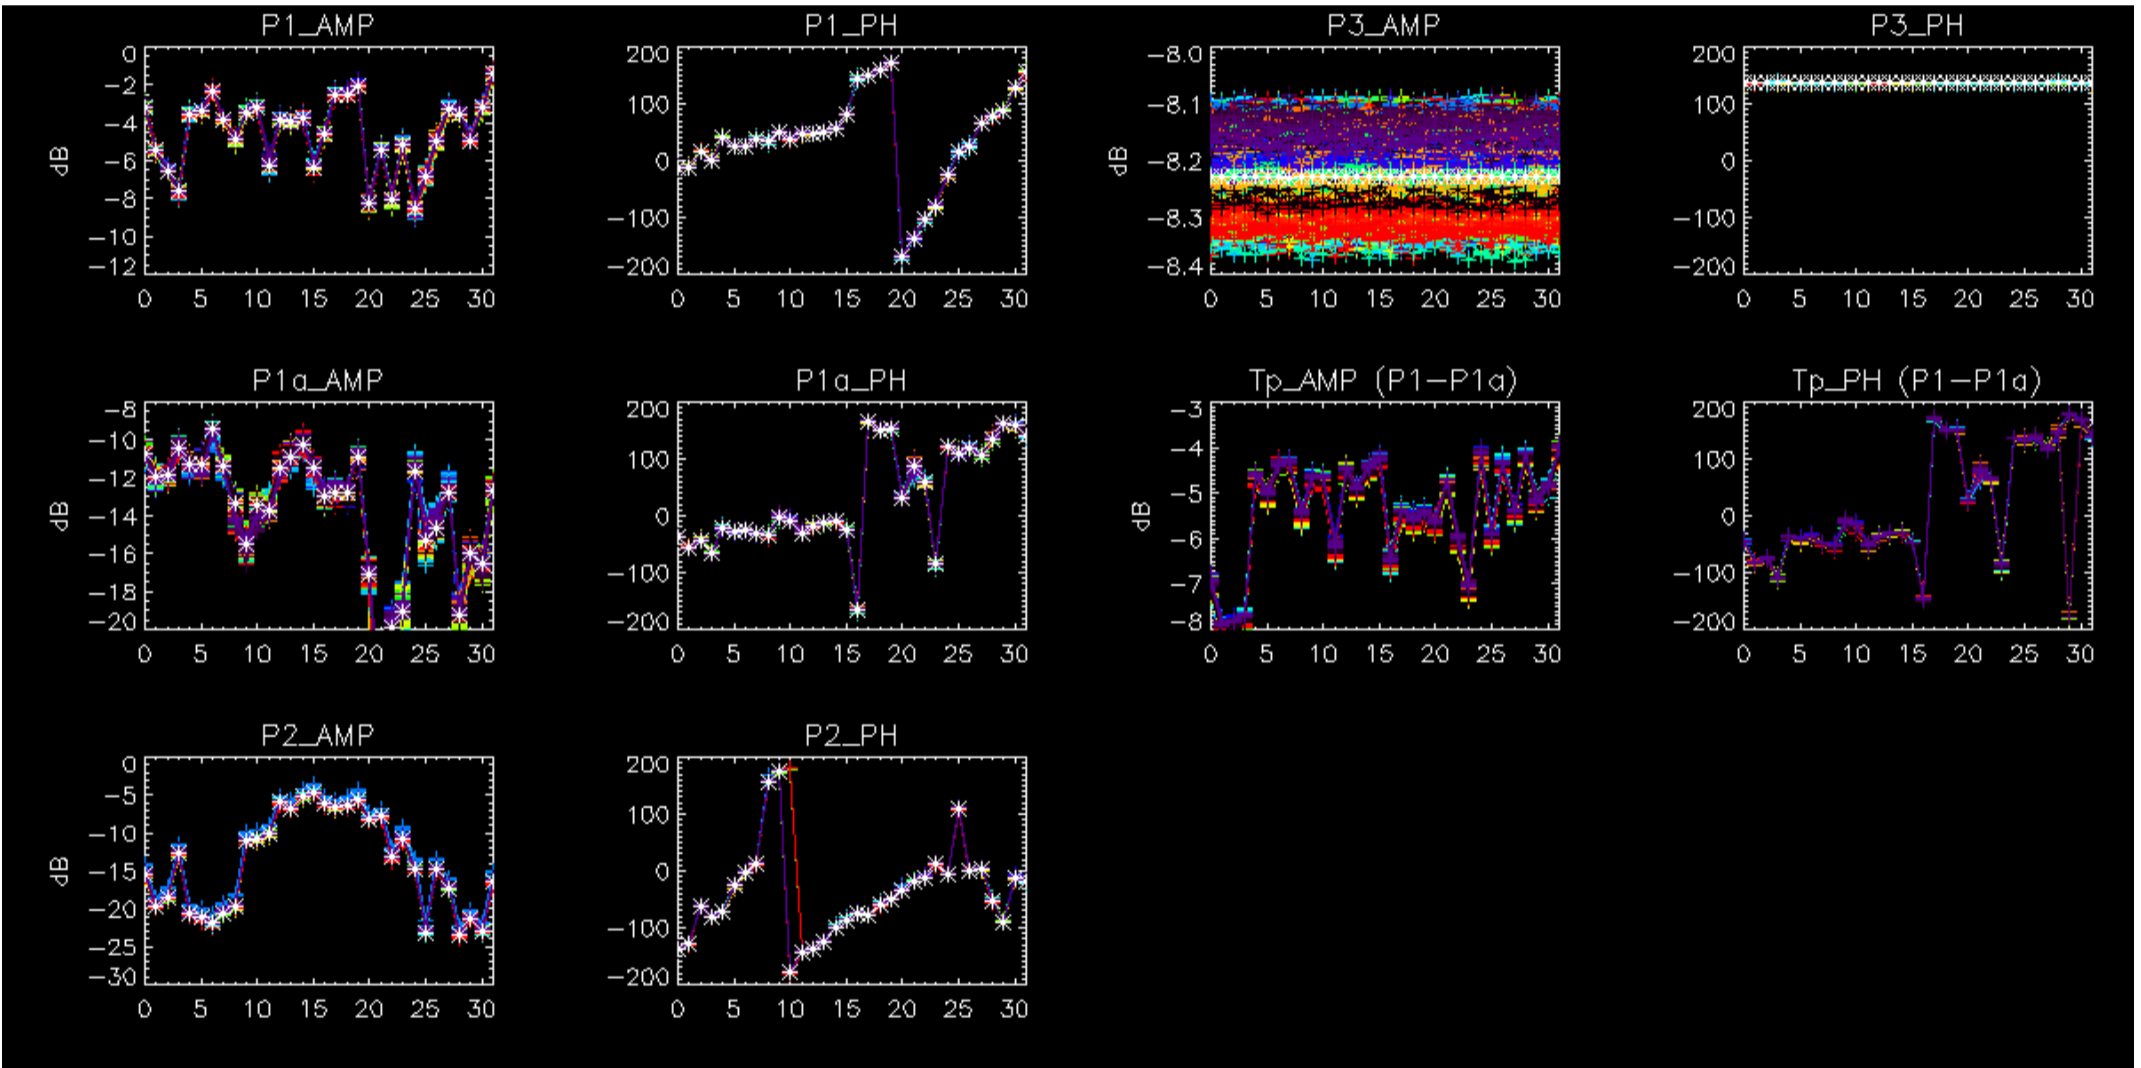 P1_AMP P1_PH P3_AMP P3_PH
0 200 -8.0 200
-2
-4 100 -8.1 100
dB -6 0 dB -8.2 0
-8
-10 -100 -8.3 -100
-12 -200 -8.4 -200
0 5 10 15 20 25 30 0 5 10 15 20 25 30 0 5 10 15 20 25 30 0 5 10 15 20 25 30
P1a_AMP P1a_PH Tp_AMP (P1-P1a) Tp_PH (P1-P1a)
-8 200 -3 200
-10 100 -4 100
-12
dB -14 0 dB -5 0
-16 -6
-18 -100 -7 -100
-20 -200 -8 -200
0 5 10 15 20 25 30 0 5 10 15 20 25 30 0 5 10 15 20 25 30 0 5 10 15 20 25 30
P2_AMP P2_PH
0 200
-5 100
-10
dB -15 0
-20 -100
-25
-30 -200
0 5 10 15 20 25 30 0 5 10 15 20 25 30